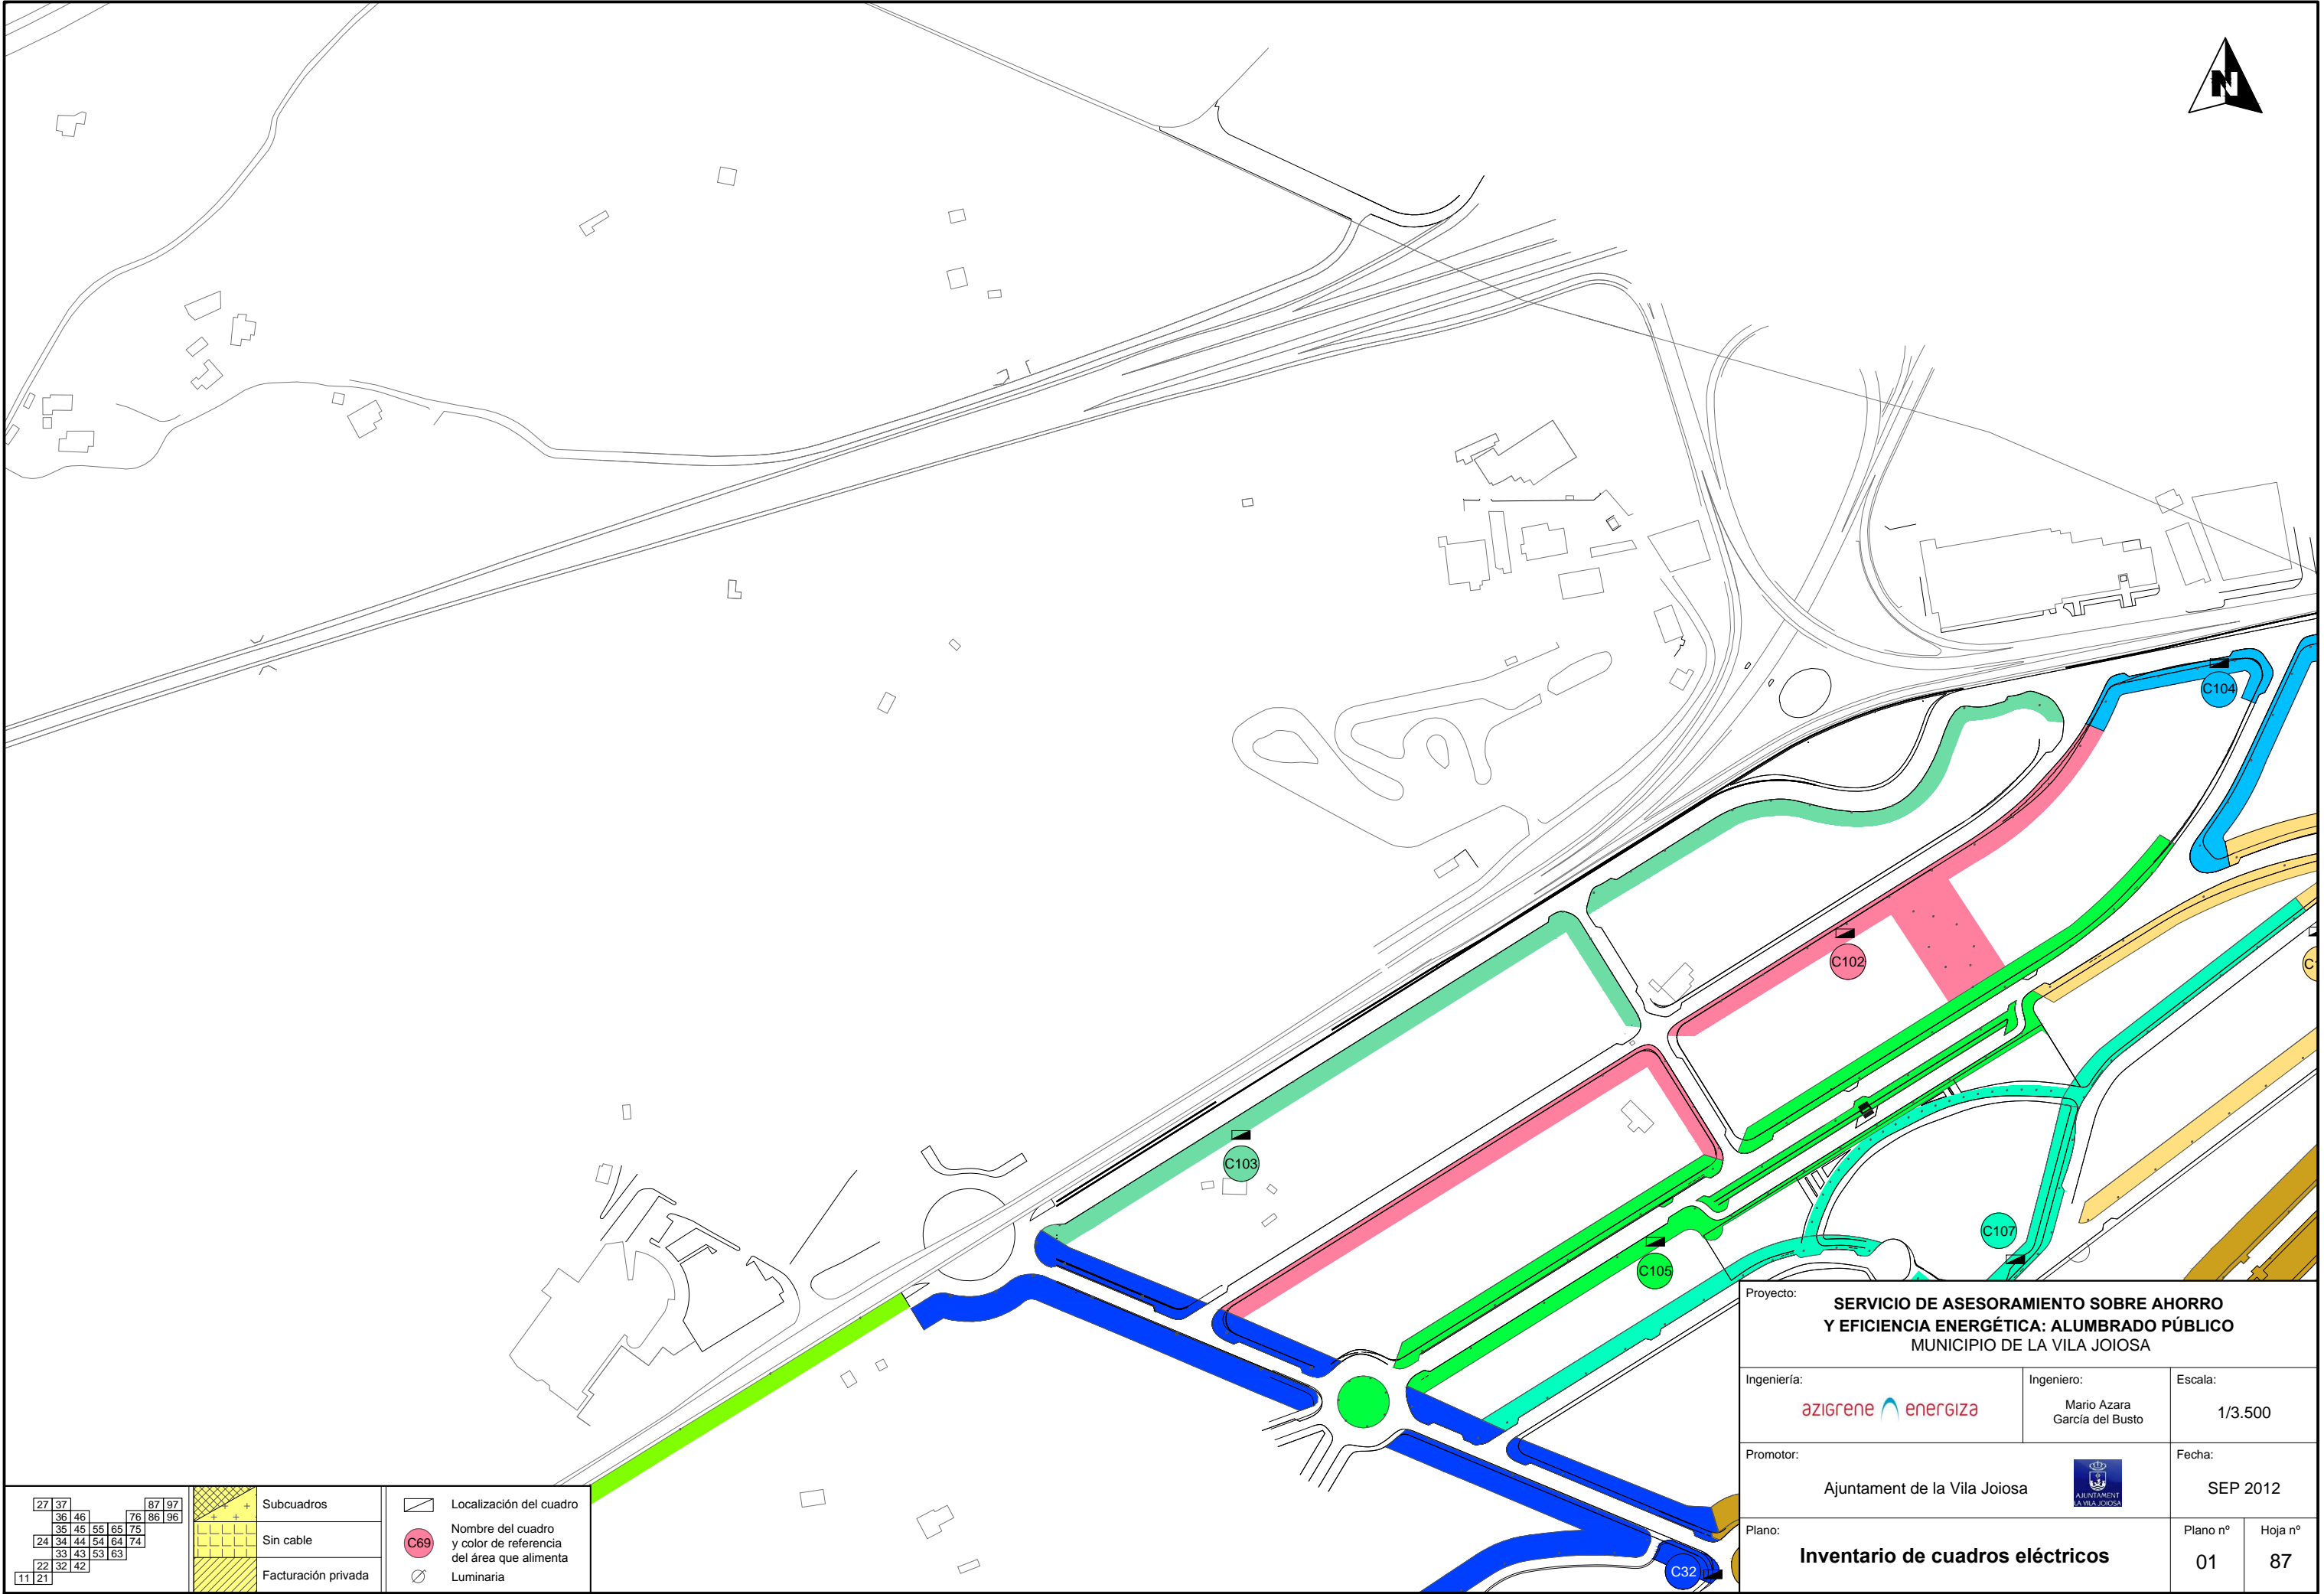 N
C104
C102
C103
C107
C105
C32
27 37 87 97
36 46 76 86 96
35 45 55 65 75
24 34 44 54 64 74
33 43 53 63
22 32 42
11 21
Subcuadros
Sin cable
Facturación privada
Localización del cuadro
C69
Nombre del cuadro
y color de referencia
del área que alimenta
Luminaria
Proyecto:
SERVICIO DE ASESORAMIENTO SOBRE AHORRO
Y EFICIENCIA ENERGÉTICA: ALUMBRADO PÚBLICO
MUNICIPIO DE LA VILA JOIOSA
Ingeniería:
azigrene energiza
Ingeniero:
Mario Azara
García del Busto
Escala:
1/3.500
Promotor:
Ajuntament de la Vila Joiosa
AJUNTAMENT
LA VILA JOIOSA
Fecha:
SEP 2012
Plano:
Inventario de cuadros eléctricos
Plano nº
01
Hoja nº
87